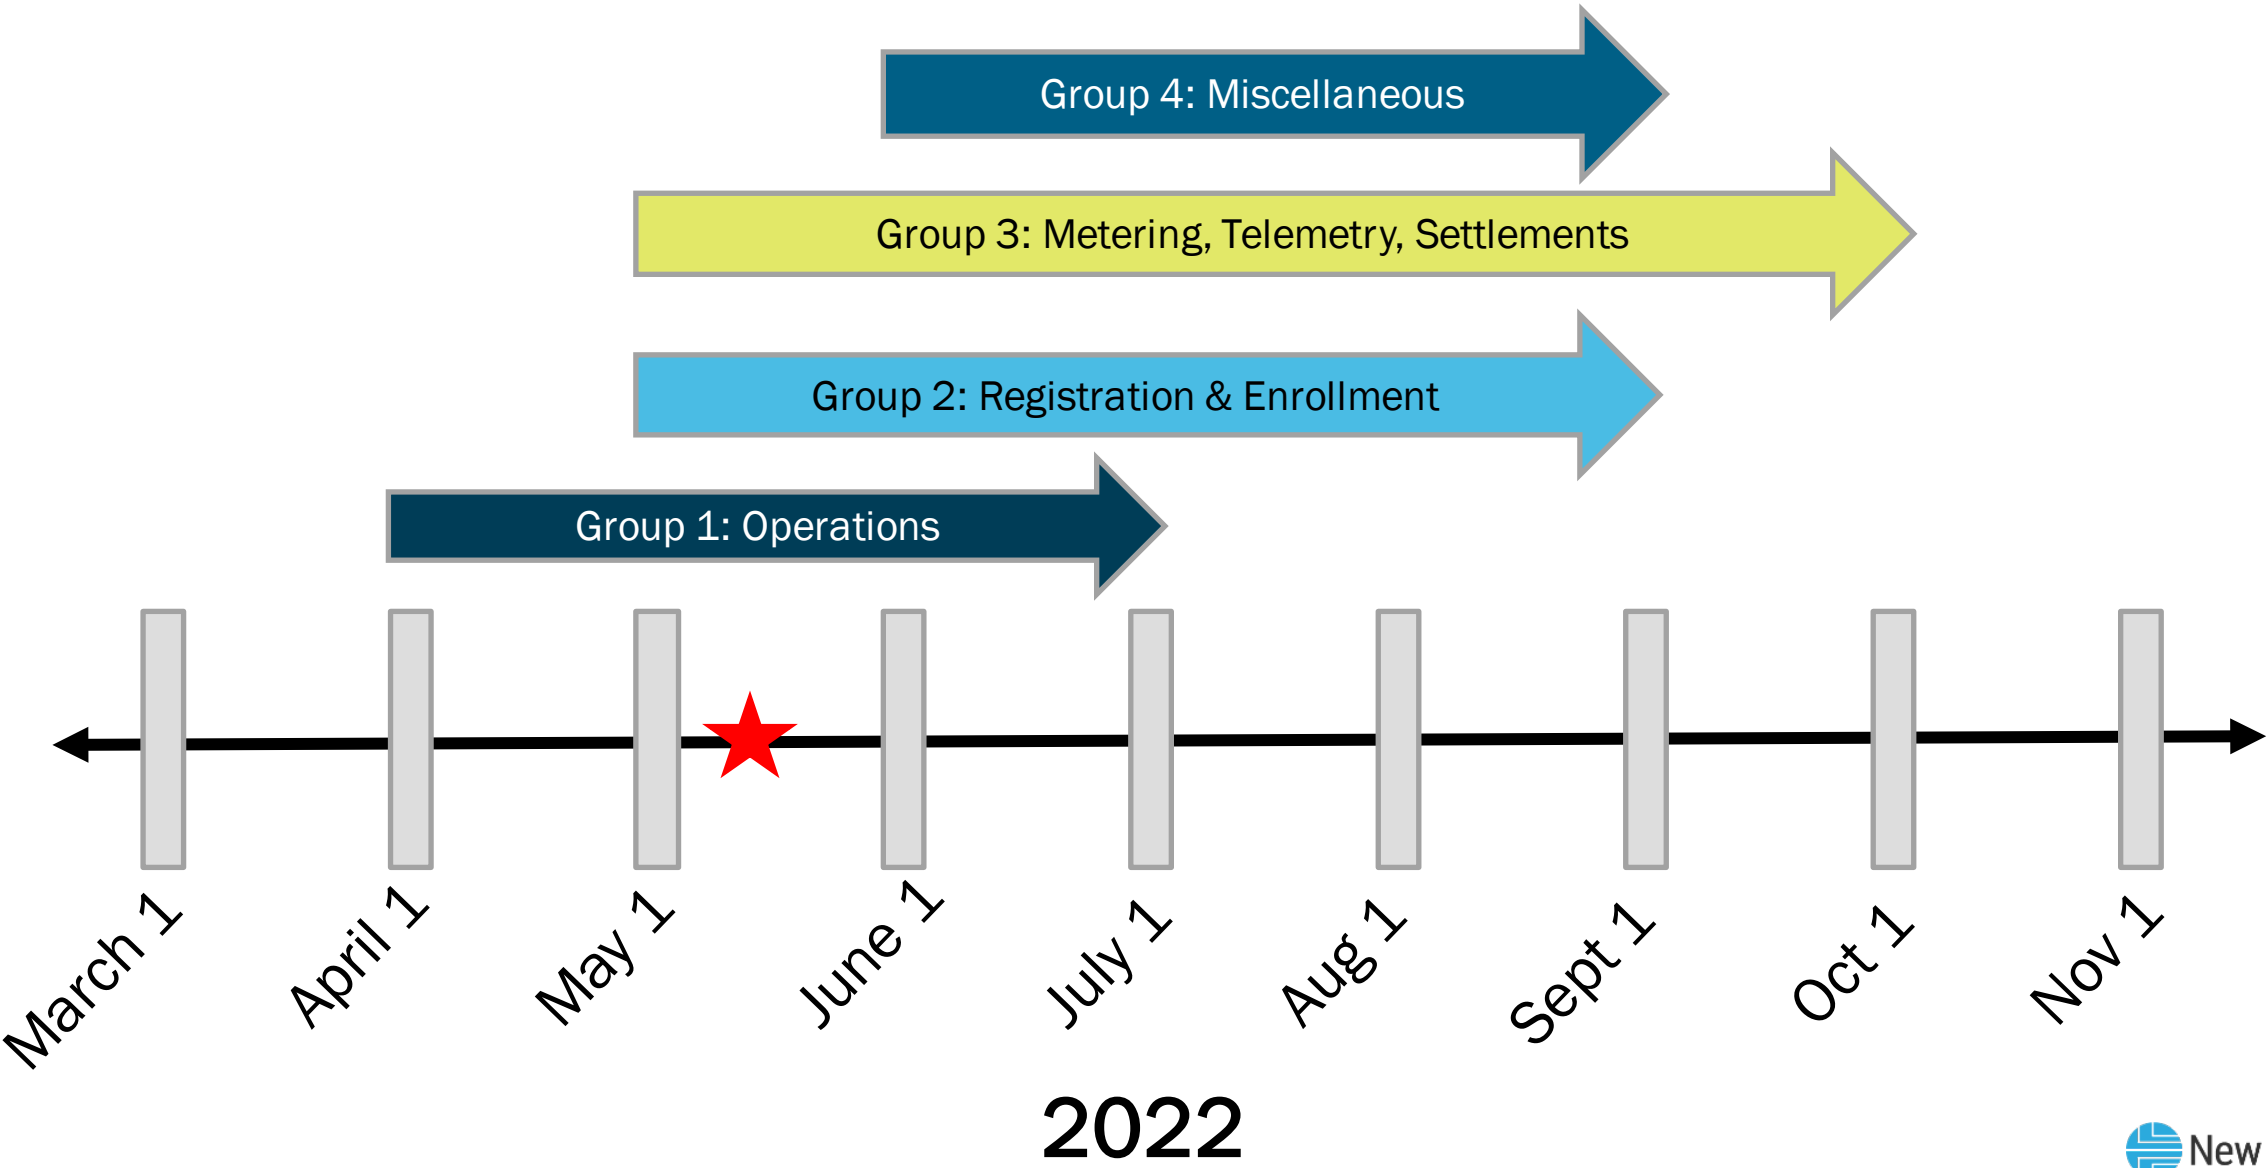 Group 4: Miscellaneous
Group 3: Metering, Telemetry, Settlements
Group 2: Registration & Enrollment
Group 1: Operations
March 1
April 1
May 1
June 1
July 1
Aug 1
Sept 1
Oct 1
Nov 1
2022
New